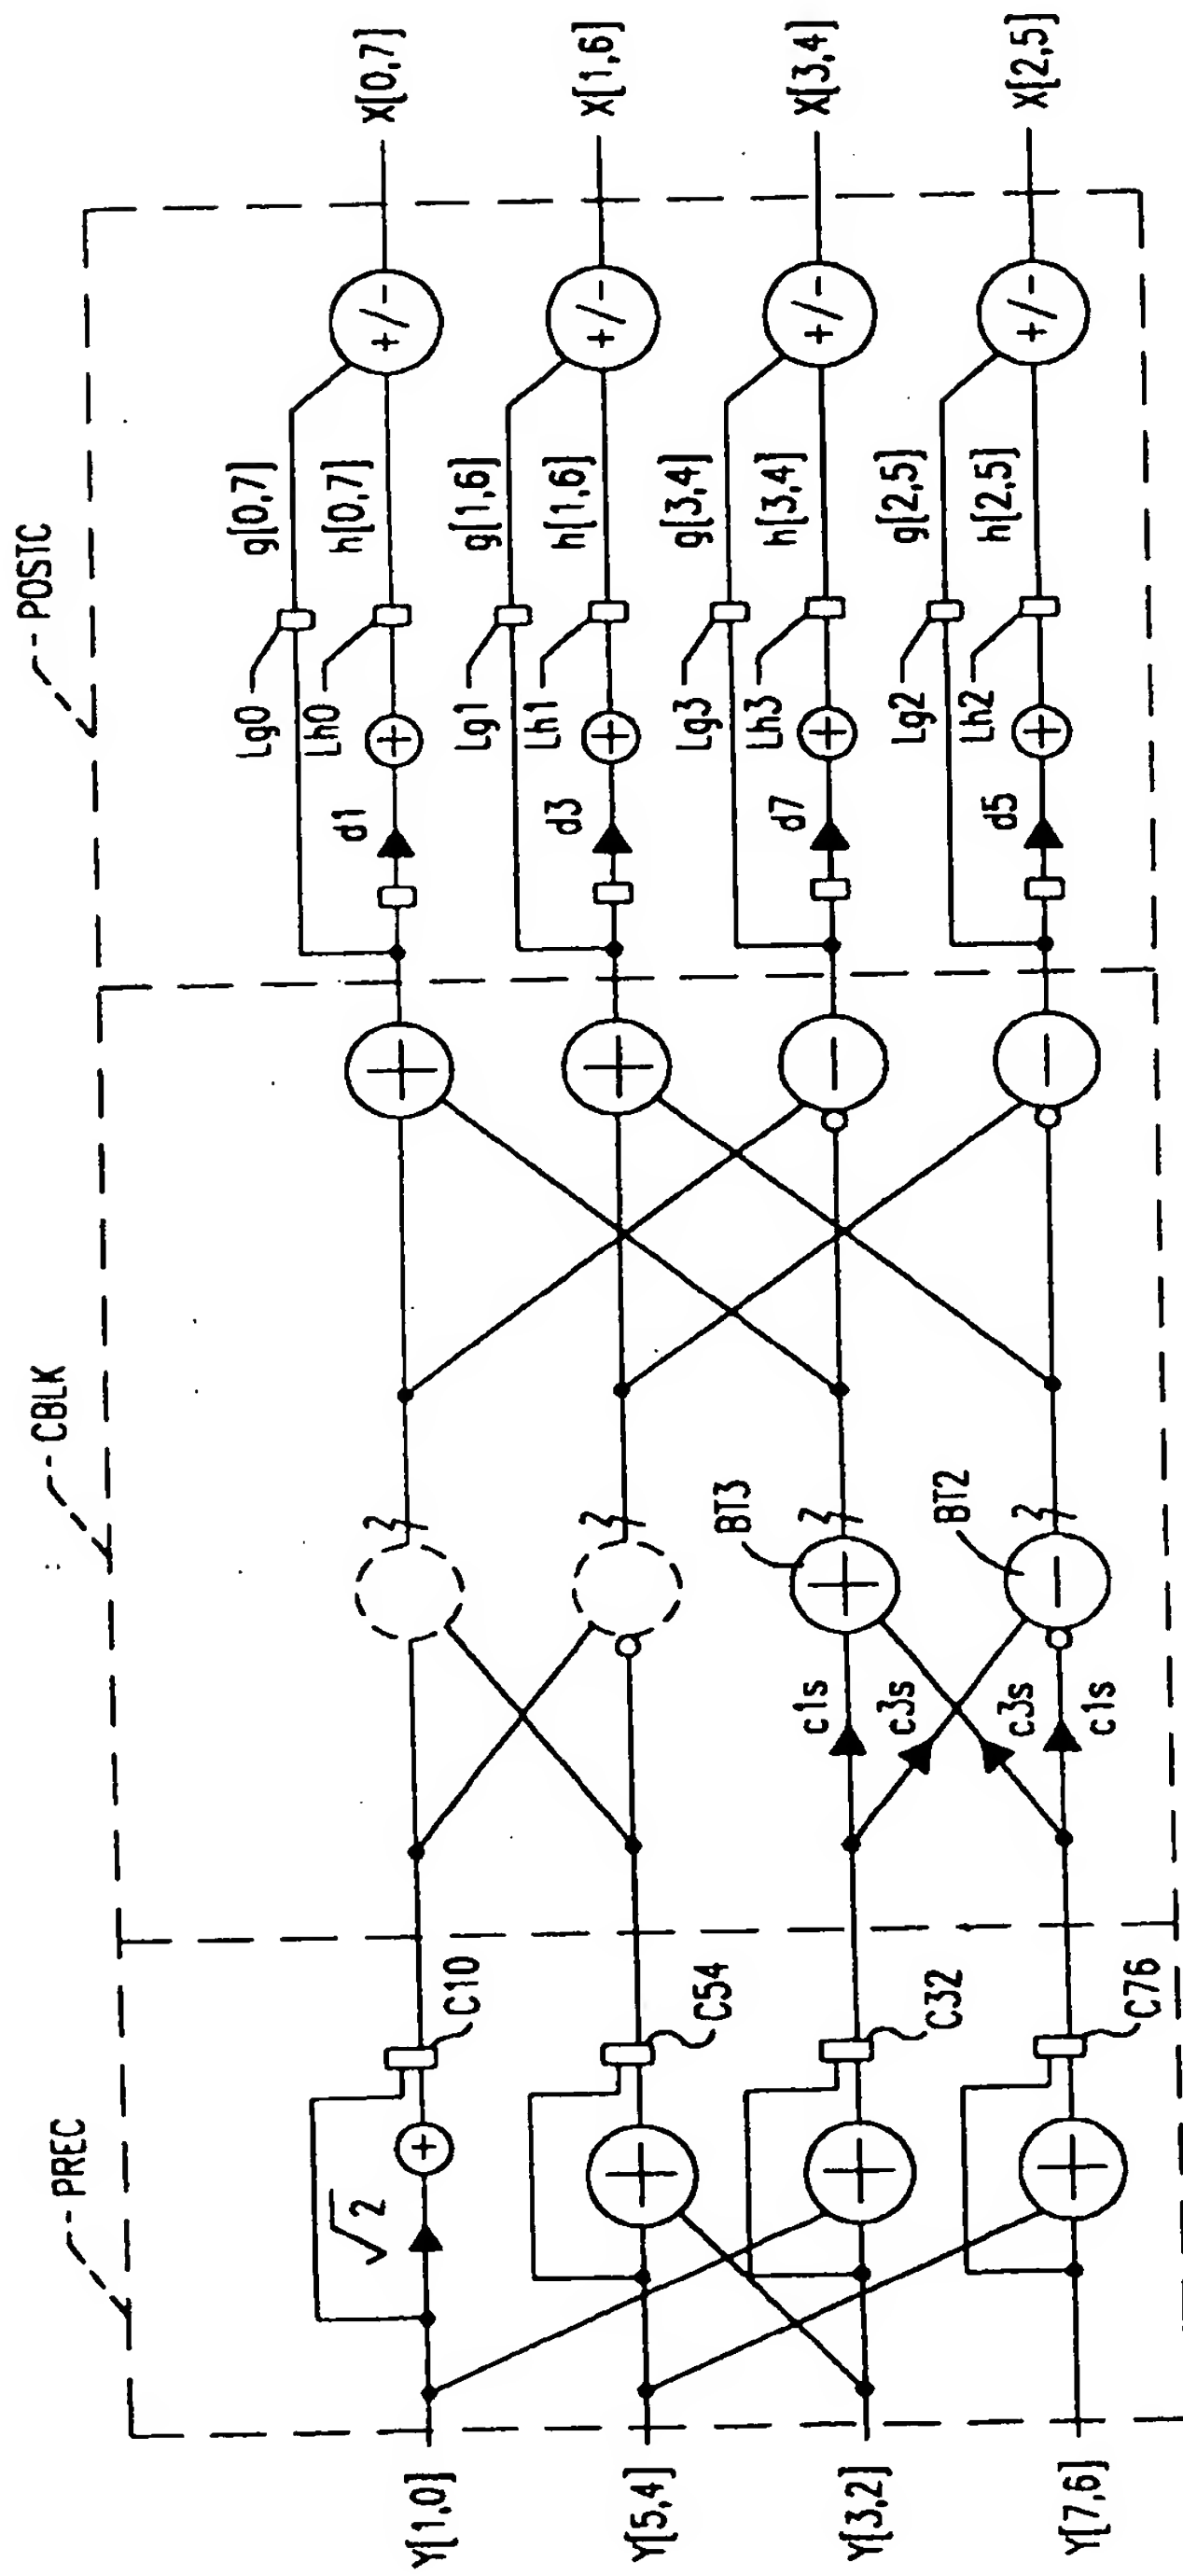 PREC
CBLK
POSTC
Y[1,0]
√2
+
C10
2
+
d1
+
Lg0
Lh0
g[0,7]
h[0,7]
+/-
X[0,7]
Y[5,4]
+
C54
2
+
d3
+
Lg1
Lh1
g[1,6]
h[1,6]
+/-
X[1,6]
Y[3,2]
+
C32
c1s
c3s
+
BT3
2
−
d7
+
Lg3
Lh3
g[3,4]
h[3,4]
+/-
X[3,4]
Y[7,6]
+
C76
c3s
c1s
−
BT2
2
−
d5
+
Lg2
Lh2
g[2,5]
h[2,5]
+/-
X[2,5]